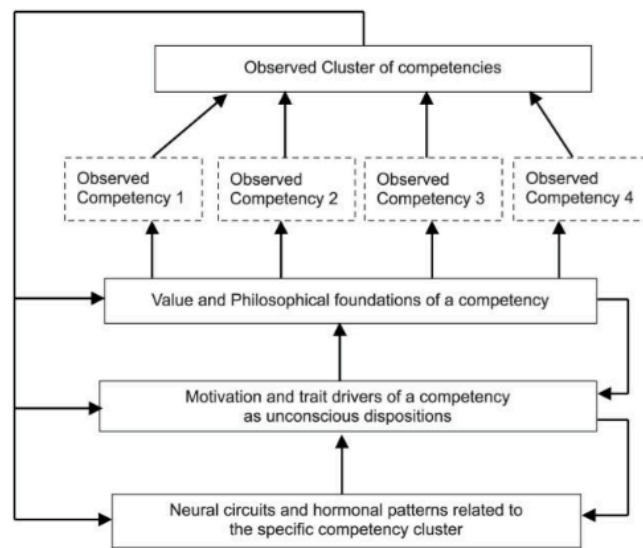 Observed Cluster of competencies
Observed
Competency 1
Observed
Competency 2
Observed
Competency 3
Observed
Competency 4
Value and Philosophical foundations of a competency
Motivation and trait drivers of a competency
as unconscious dispositions
Neural circuits and hormonal patterns related to
the specific competency cluster